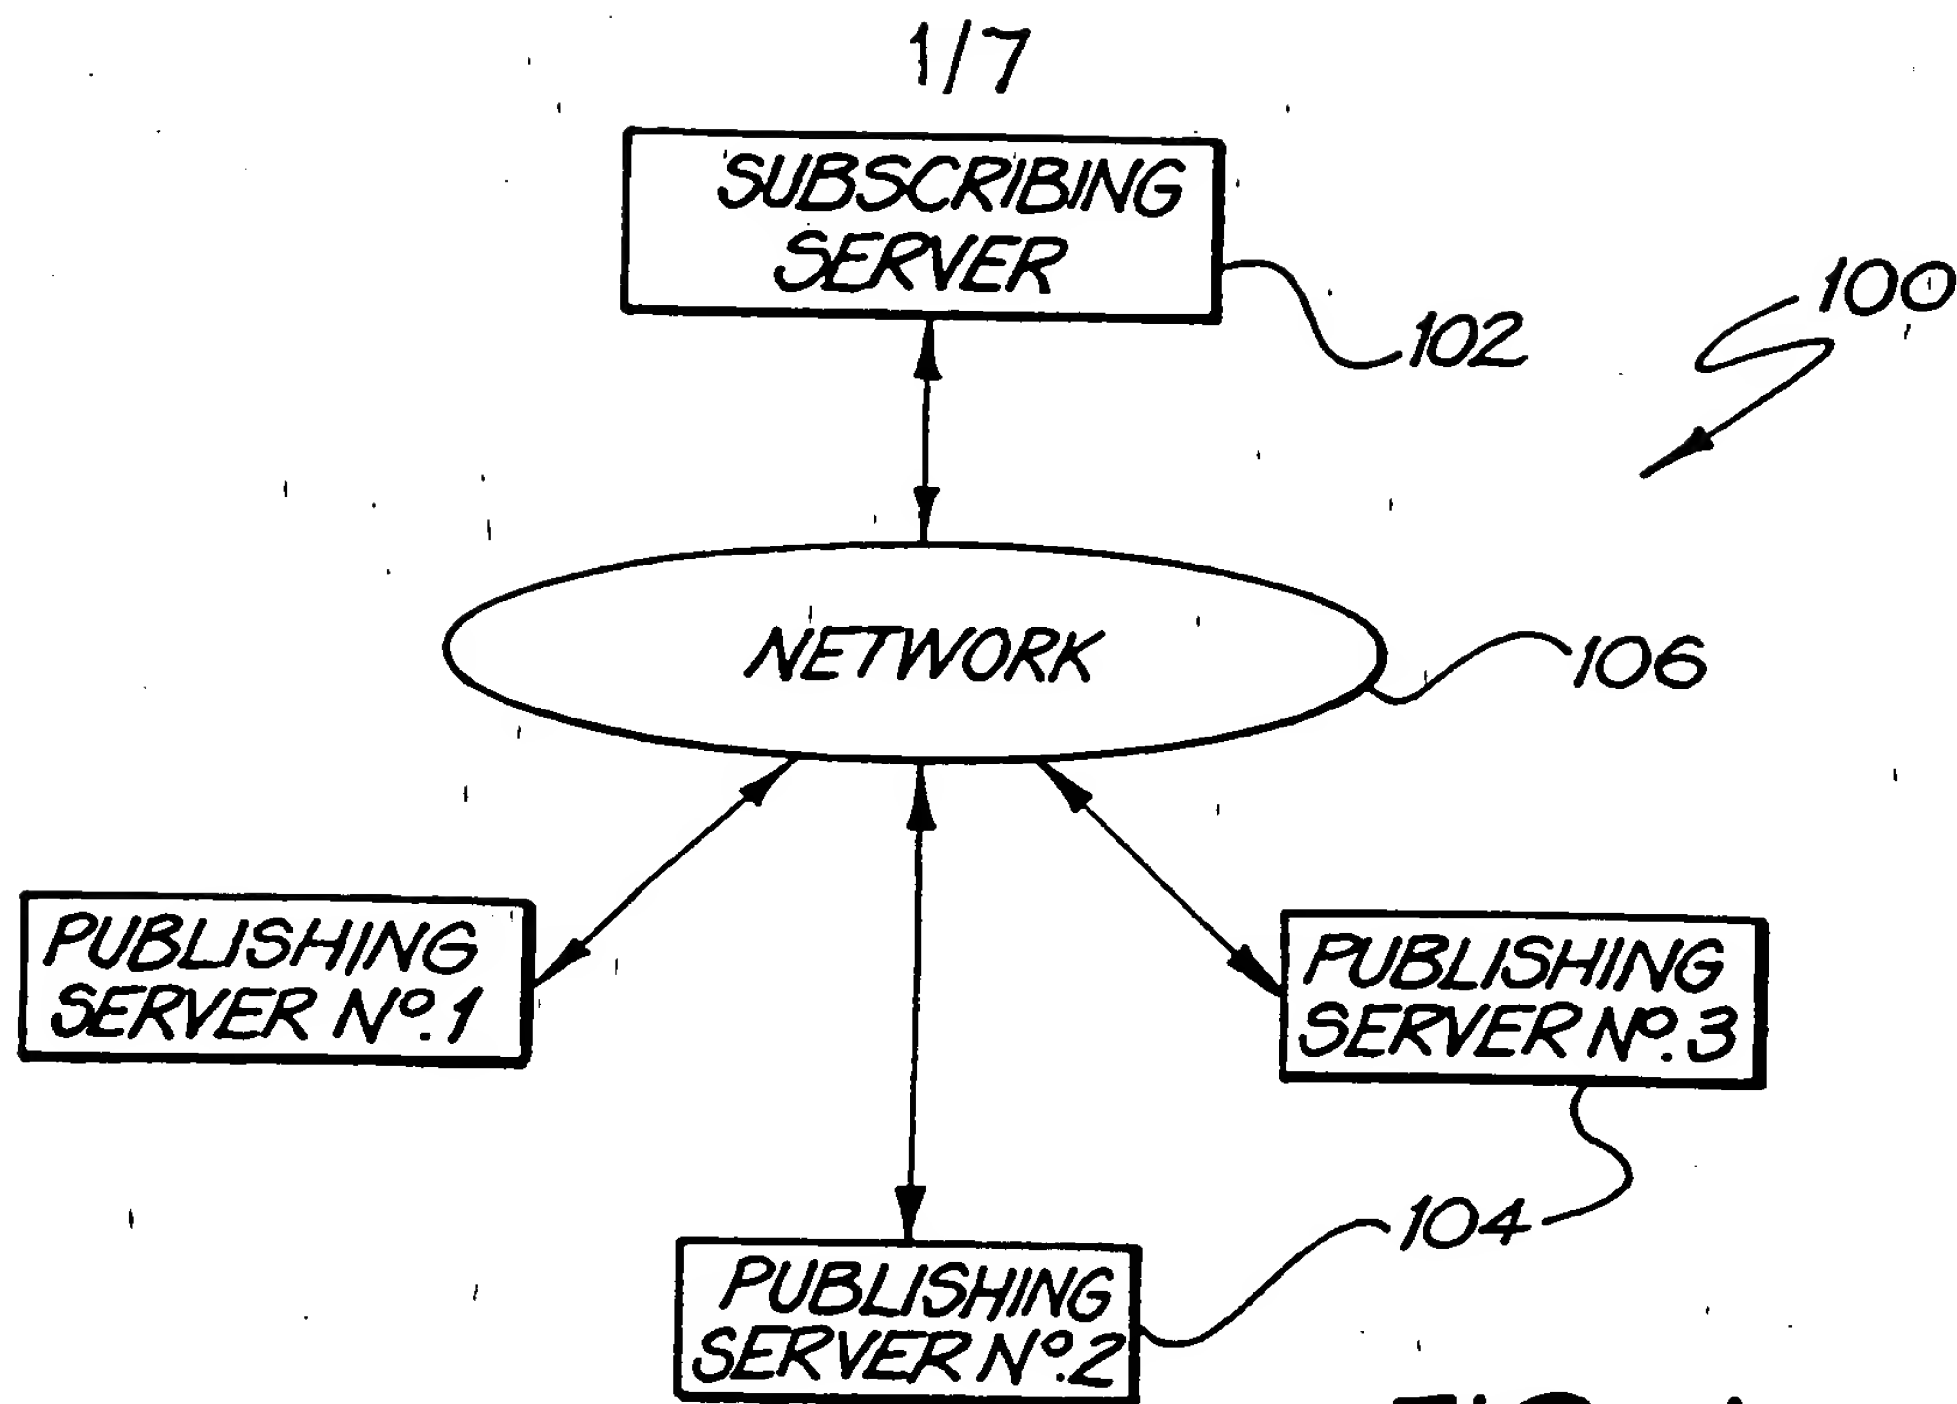 1/7
SUBSCRIBING
SERVER
102
100
NETWORK
106
PUBLISHING
SERVER Nº.1
PUBLISHING
SERVER Nº.3
104
PUBLISHING
SERVER Nº.2